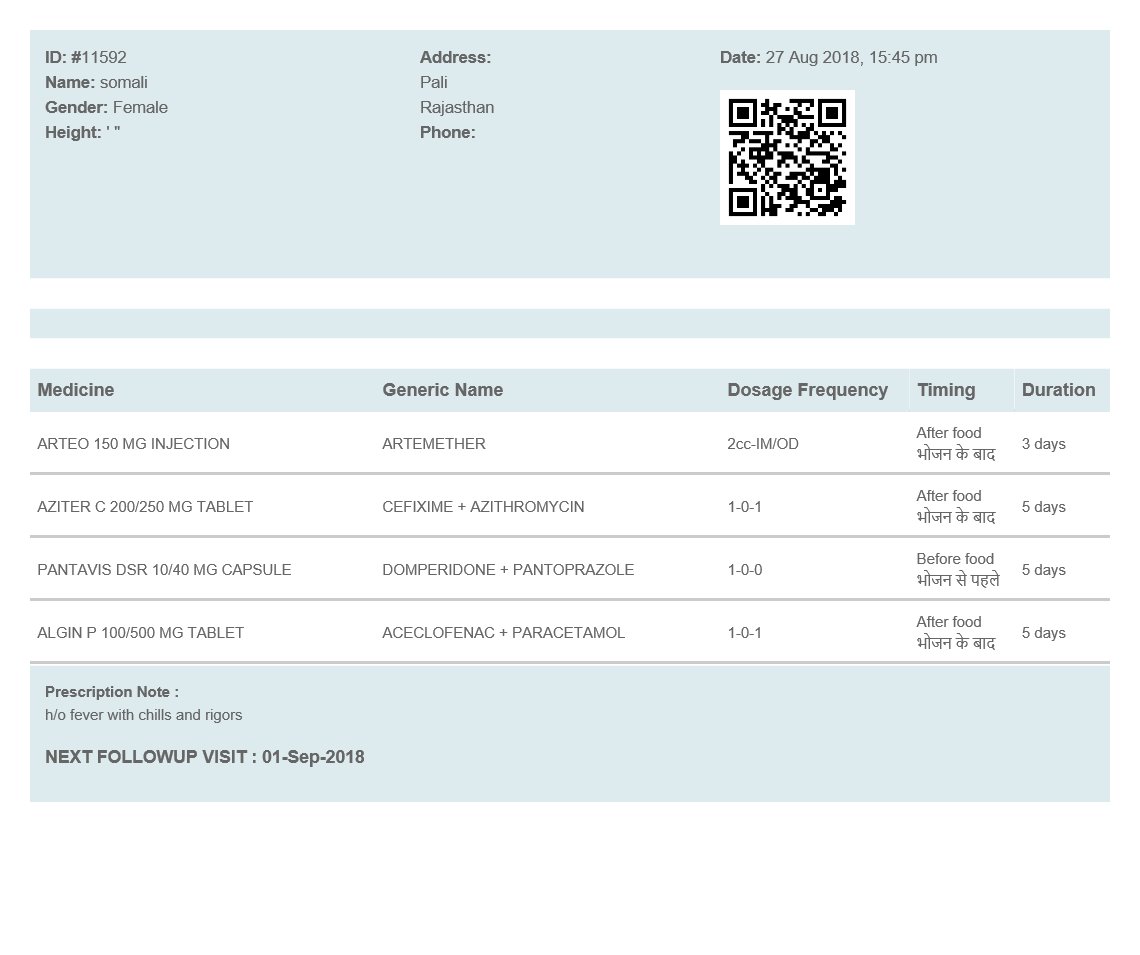 ID: #11592
Name: somali
Gender: Female
Height: ' "
Address:
Pali
Rajasthan
Phone:
Date: 27 Aug 2018, 15:45 pm
Medicine Generic Name Dosage Frequency Timing Duration
ARTEO 150 MG INJECTION ARTEMETHER 2cc-IM/OD After food 3 days
भोजन के बाद
AZITER C 200/250 MG TABLET CEFIXIME + AZITHROMYCIN 1-0-1 After food 5 days
भोजन के बाद
PANTAVIS DSR 10/40 MG CAPSULE DOMPERIDONE + PANTOPRAZOLE 1-0-0 Before food 5 days
भोजन से पहले
ALGIN P 100/500 MG TABLET ACECLOFENAC + PARACETAMOL 1-0-1 After food 5 days
भोजन के बाद
Prescription Note :
h/o fever with chills and rigors
NEXT FOLLOWUP VISIT : 01-Sep-2018